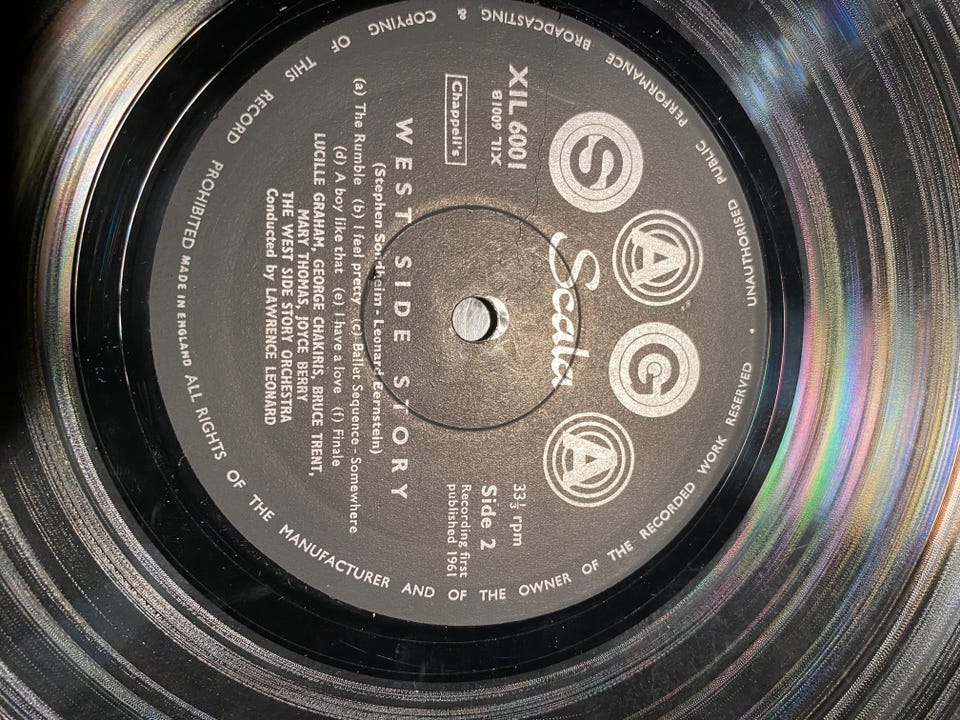 UNAUTHORISED PUBLIC PERFORMANCE BROADCASTING & COPYING OF THIS RECORD PROHIBITED MADE IN ENGLAND ALL RIGHTS OF THE MANUFACTURER AND OF THE OWNER OF THE RECORDED WORK RESERVED •
SAGA
Scala
XIL 6001
XIL 60018
Chappell's
33⅓ rpm
Side 2
Recording first
published 1961
WEST SIDE STORY
(Stephen Sondheim - Leonard Bernstein)
(a) The Rumble (b) I feel pretty (c) Ballet Sequence - Somewhere
(d) A boy like that (e) I have a love (f) Finale
LUCILLE GRAHAM, GEORGE CHAKIRIS, BRUCE TRENT,
MARY THOMAS, JOYCE BERRY
THE WEST SIDE STORY ORCHESTRA
Conducted by LAWRENCE LEONARD